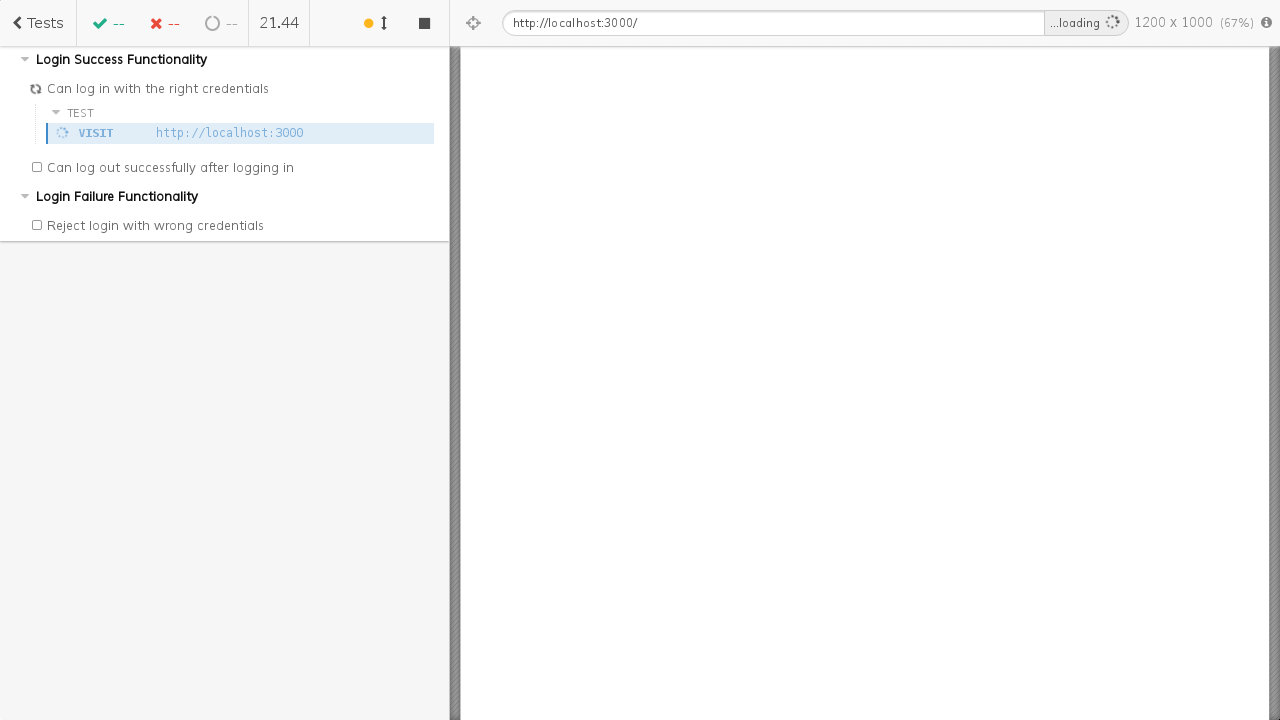 Tests -- -- -- 21.44
http://localhost:3000/ ...loading 1200 x 1000 (67%)
Login Success Functionality
Can log in with the right credentials
TEST
VISIT http://localhost:3000
Can log out successfully after logging in
Login Failure Functionality
Reject login with wrong credentials